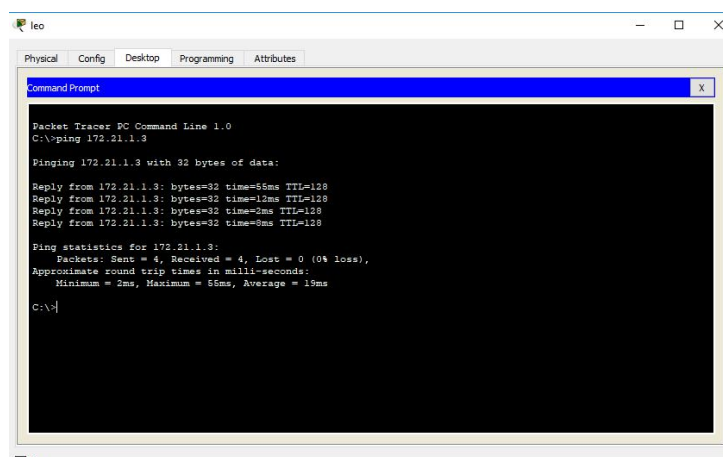 leo
Physical Config Desktop Programming Attributes
Command Prompt
X
Packet Tracer PC Command Line 1.0
C:\>ping 172.21.1.3
Pinging 172.21.1.3 with 32 bytes of data:
Reply from 172.21.1.3: bytes=32 time=55ms TTL=128
Reply from 172.21.1.3: bytes=32 time=12ms TTL=128
Reply from 172.21.1.3: bytes=32 time=2ms TTL=128
Reply from 172.21.1.3: bytes=32 time=8ms TTL=128
Ping statistics for 172.21.1.3:
Packets: Sent = 4, Received = 4, Lost = 0 (0% loss),
Approximate round trip times in milli-seconds:
Minimum = 2ms, Maximum = 55ms, Average = 19ms
C:\>